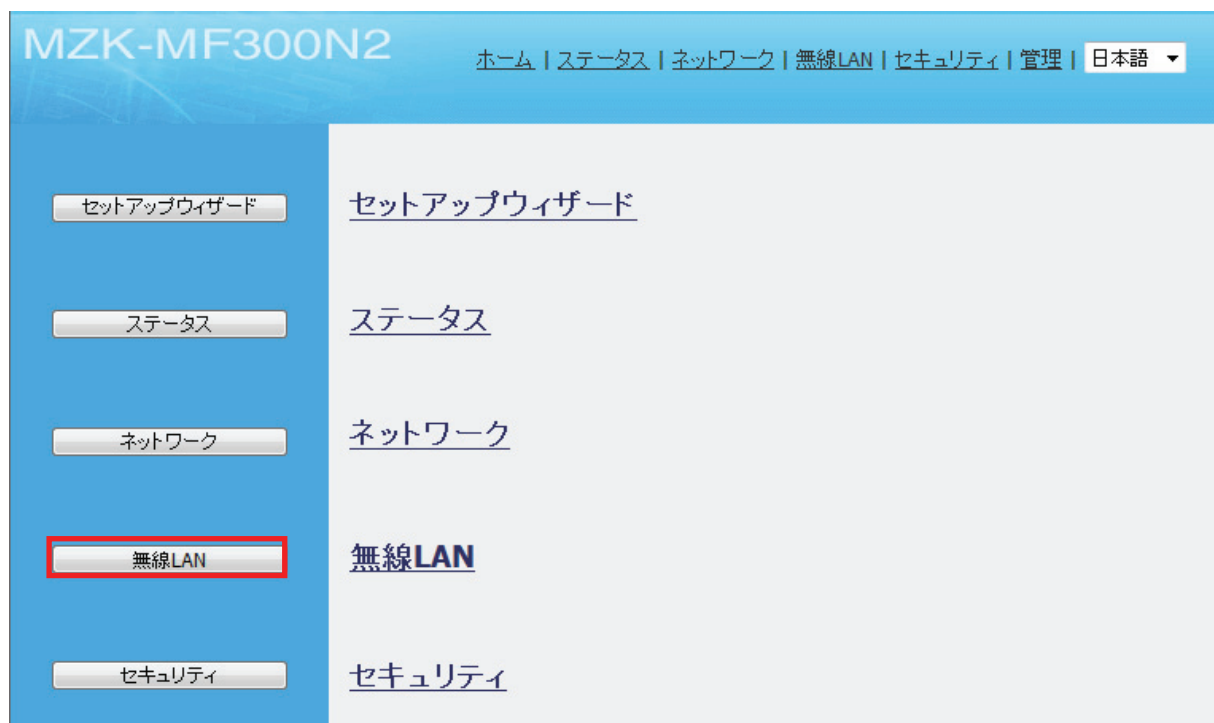 MZK-MF300N2
ホーム | ステータス | ネットワーク | 無線LAN | セキュリティ | 管理 | 日本語
セットアップウィザード セットアップウィザード
ステータス ステータス
ネットワーク ネットワーク
無線LAN 無線LAN
セキュリティ セキュリティ